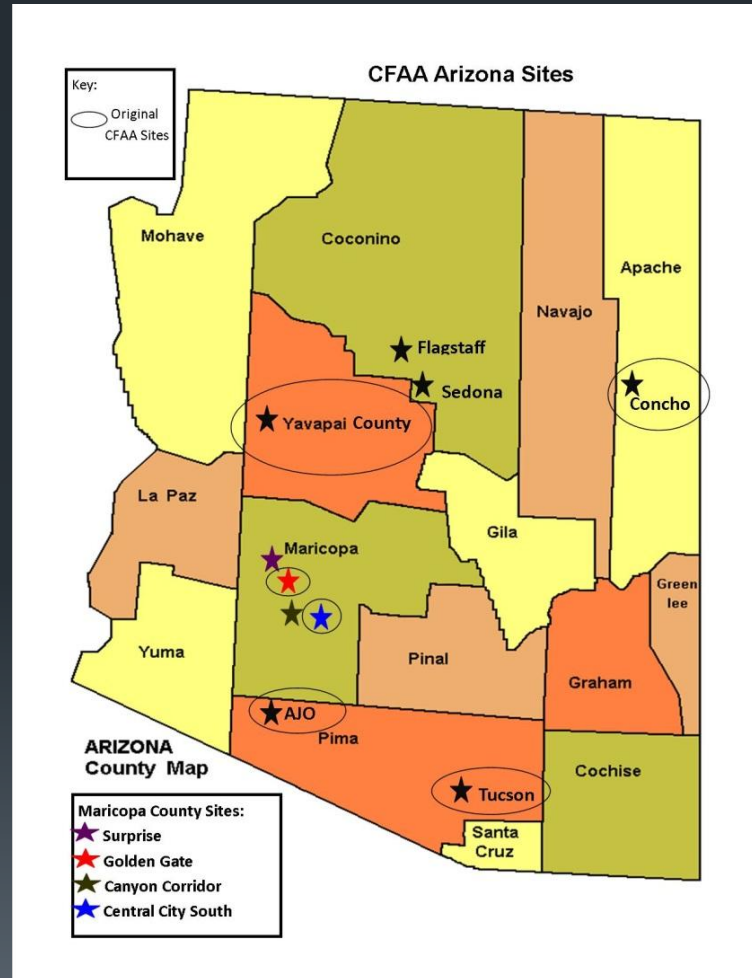 CFAA Arizona Sites
Key:
Original
CFAA Sites
Mohave
Coconino
Navajo
Apache
Flagstaff
Sedona
Concho
Yavapai County
La Paz
Gila
Maricopa
Green
lee
Yuma
Pinal
Graham
AJO
Pima
ARIZONA
County Map
Cochise
Tucson
Santa
Cruz
Maricopa County Sites:
Surprise
Golden Gate
Canyon Corridor
Central City South